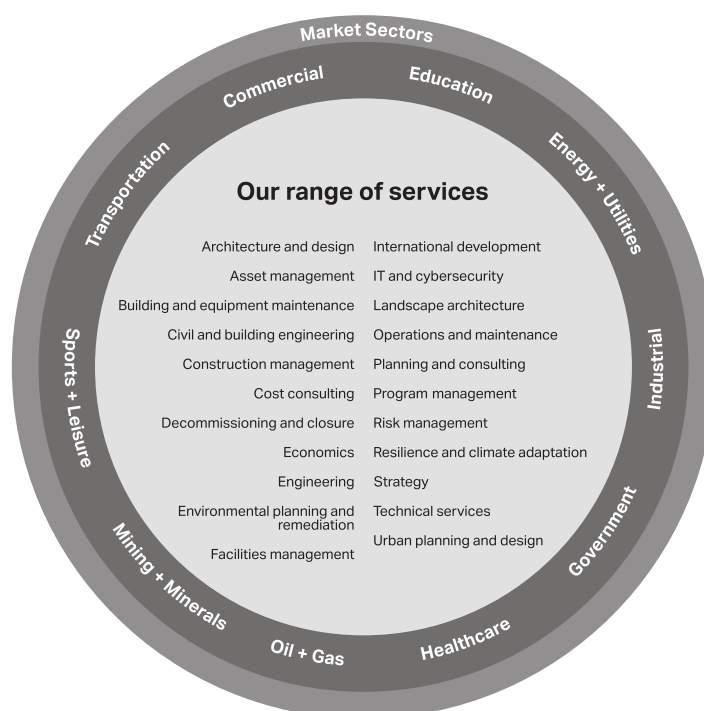 Market Sectors
Commercial
Education
Energy + Utilities
Industrial
Government
Healthcare
Oil + Gas
Mining + Minerals
Sports + Leisure
Transportation
Our range of services
Architecture and design
Asset management
Building and equipment maintenance
Civil and building engineering
Construction management
Cost consulting
Decommissioning and closure
Economics
Engineering
Environmental planning and
remediation
Facilities management
International development
IT and cybersecurity
Landscape architecture
Operations and maintenance
Planning and consulting
Program management
Risk management
Resilience and climate adaptation
Strategy
Technical services
Urban planning and design